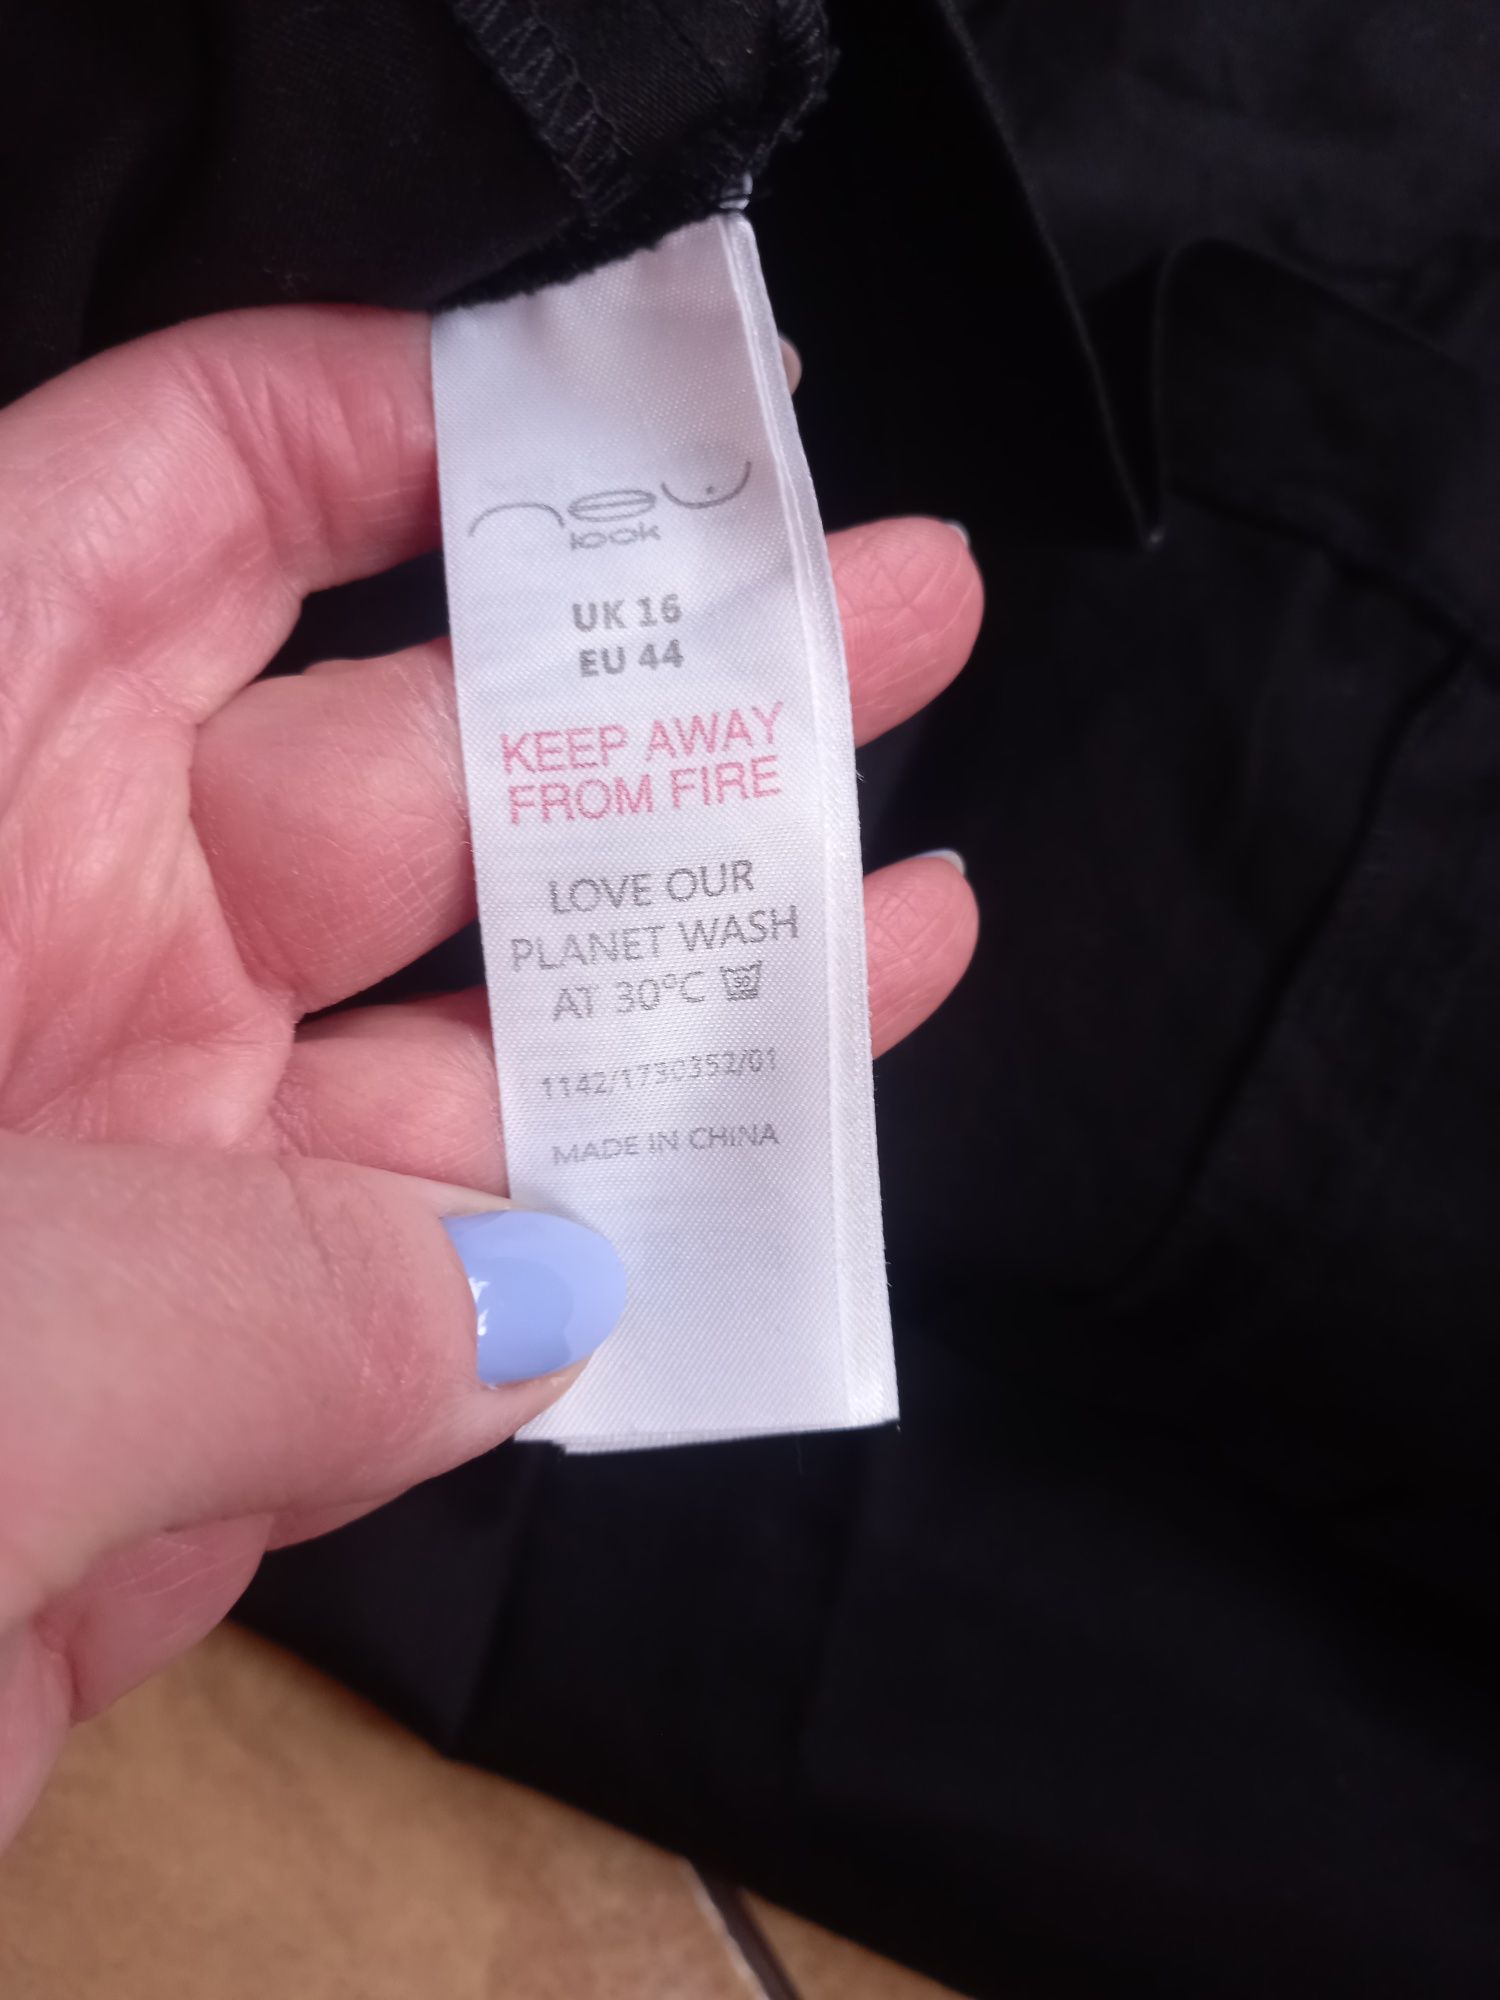 new
look
UK 16
EU 44
KEEP AWAY
FROM FIRE
LOVE OUR
PLANET WASH
AT 30°C 30
1142/1730352/01
MADE IN CHINA